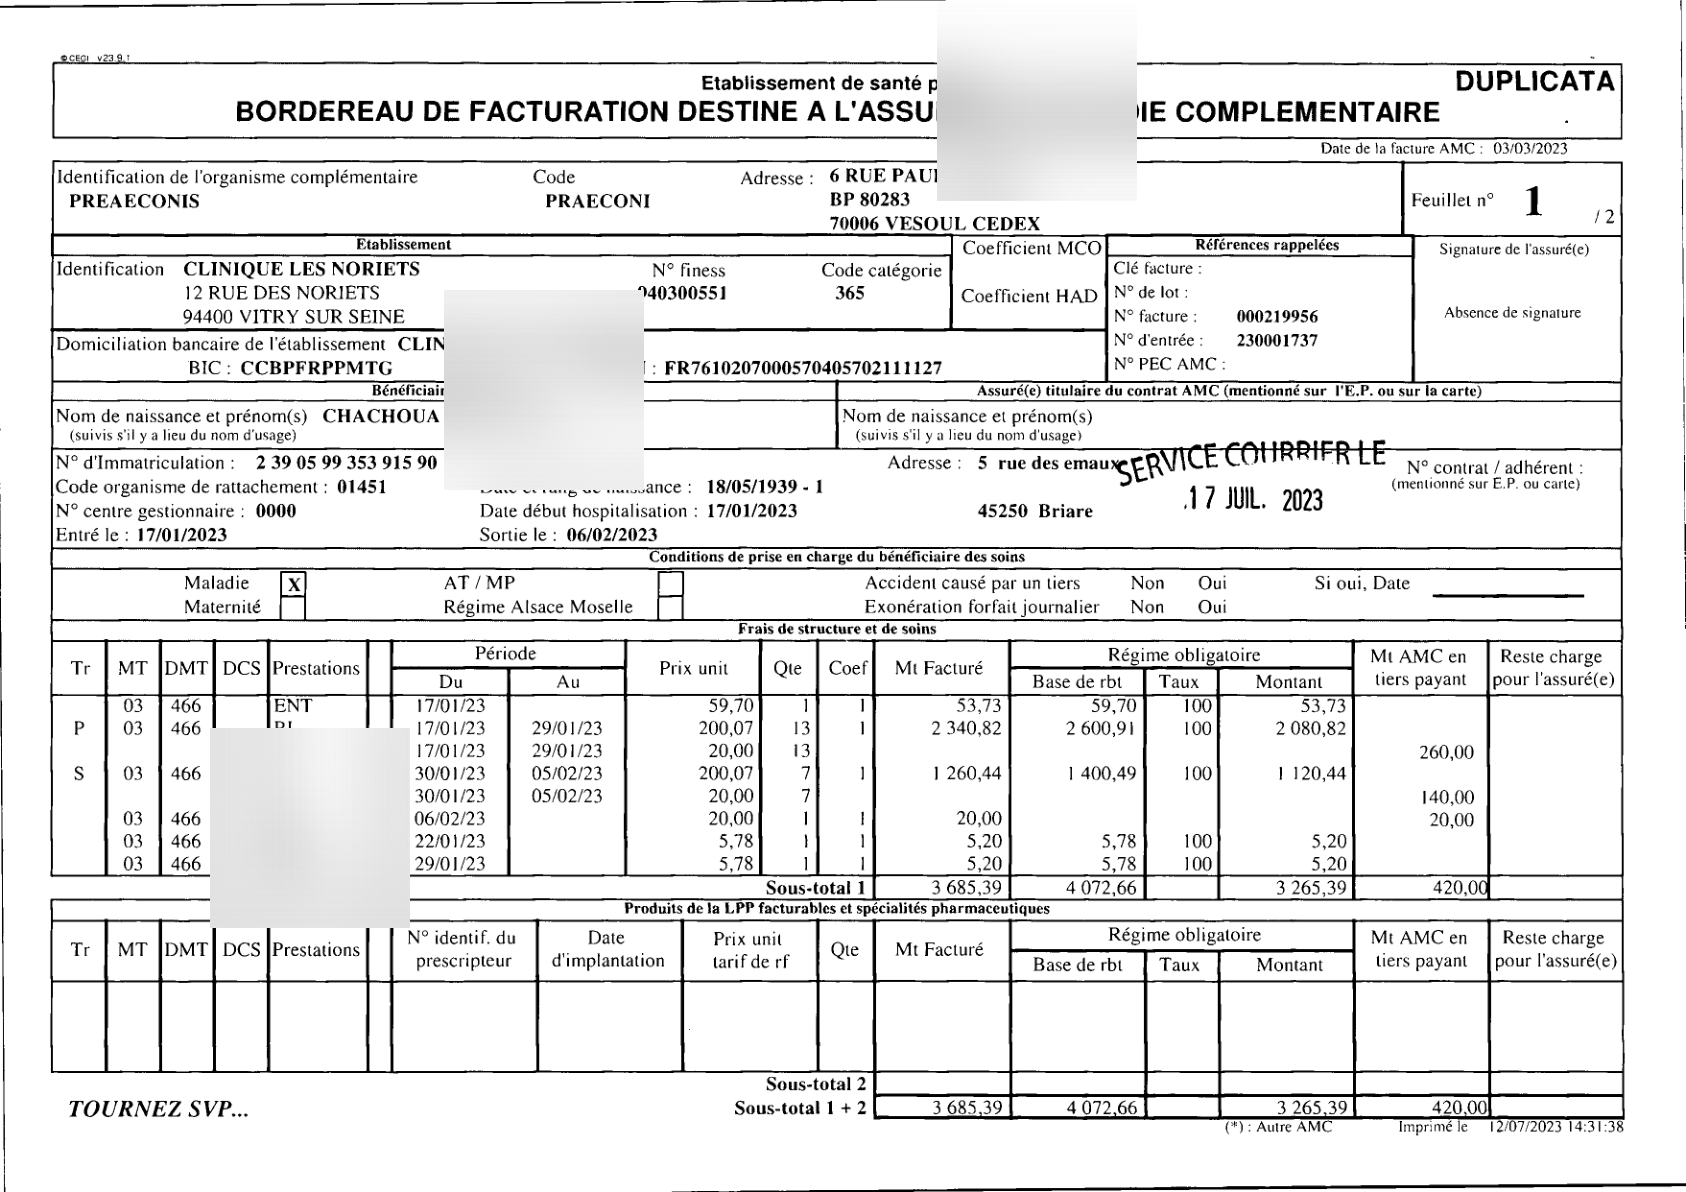 © CEGI v23.9.1
Etablissement de santé DUPLICATA
BORDEREAU DE FACTURATION DESTINE A L'ASSU COMPLEMENTAIRE
Date de la facture AMC : 03/03/2023
Identification de l'organisme complémentaire Code Adresse : 6 RUE Feuillet n° 1 / 2
PREAECONIS PRAECONI BP 80283
70006 VESOUL CEDEX
Etablissement Coefficient MCO Références rappelées Signature de l'assuré(e)
Identification CLINIQUE LES NORIETS N° finess Code catégorie Clé facture :
12 RUE DES NORIETS 940300551 365 Coefficient HAD N° de lot :
94400 VITRY SUR SEINE N° facture : 000219956 Absence de signature
Domiciliation bancaire de l'établissement CLIN N° d'entrée : 230001737
BIC : CCBPFRPPMTG : FR7610207000570405702111127 N° PEC AMC :
Bénéficiair Assuré(e) titulaire du contrat AMC (mentionné sur l'E.P. ou sur la carte)
Nom de naissance et prénom(s) CHACHOUA Nom de naissance et prénom(s)
(suivis s'il y a lieu du nom d'usage) (suivis s'il y a lieu du nom d'usage)
N° d'Immatriculation : 2 39 05 99 353 915 90 Adresse : 5 rue des emaux SERVICE COURRIER LE N° contrat / adhérent :
Code organisme de rattachement : 01451 Date et rang de naissance : 18/05/1939 - 1 17 JUIL. 2023 (mentionné sur E.P. ou carte)
N° centre gestionnaire : 0000 Date début hospitalisation : 17/01/2023 45250 Briare
Entré le : 17/01/2023 Sortie le : 06/02/2023
Conditions de prise en charge du bénéficiaire des soins
Maladie X AT / MP Accident causé par un tiers Non Oui Si oui, Date
Maternité Régime Alsace Moselle Exonération forfait journalier Non Oui
Frais de structure et de soins
Tr MT DMT DCS Prestations Période Prix unit Qte Coef Mt Facturé Régime obligatoire Mt AMC en tiers payant Reste charge pour l'assuré(e)
Du Au Base de rbt Taux Montant
03 466 ENT 17/01/23 59,70 1 1 53,73 59,70 100 53,73
P 03 466 17/01/23 29/01/23 200,07 13 1 2 340,82 2 600,91 100 2 080,82
17/01/23 29/01/23 20,00 13 260,00
S 03 466 30/01/23 05/02/23 200,07 7 1 1 260,44 1 400,49 100 1 120,44
30/01/23 05/02/23 20,00 7 140,00
03 466 06/02/23 20,00 1 1 20,00 20,00
03 466 22/01/23 5,78 1 1 5,20 5,78 100 5,20
03 466 29/01/23 5,78 1 1 5,20 5,78 100 5,20
Sous-total 1 3 685,39 4 072,66 3 265,39 420,00
Produits de la LPP facturables et spécialités pharmaceutiques
Tr MT DMT DCS Prestations N° identif. du prescripteur Date d'implantation Prix unit tarif de rf Qte Mt Facturé Régime obligatoire Mt AMC en tiers payant Reste charge pour l'assuré(e)
Base de rbt Taux Montant
Sous-total 2
TOURNEZ SVP... Sous-total 1 + 2 3 685,39 4 072,66 3 265,39 420,00
(*) : Autre AMC Imprimé le 12/07/2023 14:31:38